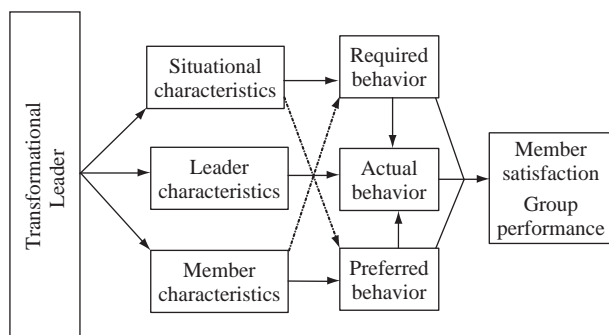 Transformational
Leader
Situational
characteristics
Leader
characteristics
Member
characteristics
Required
behavior
Actual
behavior
Preferred
behavior
Member
satisfaction
Group
performance